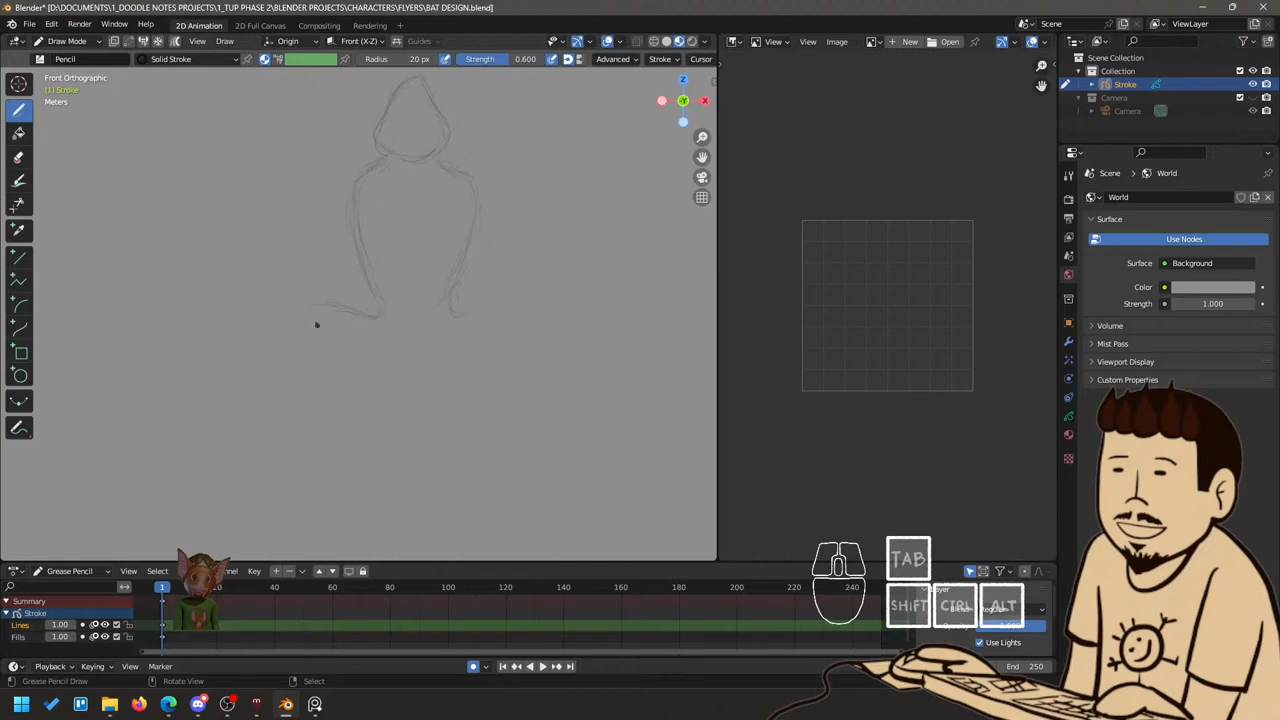 Blender* [D:\DOCUMENTS\1_DOODLE NOTES PROJECTS\1_TUP PHASE 2\BLENDER PROJECTS\CHARACTERS\FLYERS\BAT DESIGN.blend]
File Edit Render Window Help 2D Animation 2D Full Canvas Compositing Rendering Scene ViewLayer
Draw Mode View Draw Origin Front (X-Z) Guides View View Image New Open
Pencil Solid Stroke Radius 20 px Strength 0.600 Advanced Stroke Cursor
Front Orthographic
(1) Stroke
Meters
Z
-Y
X
Scene Collection
Collection
Stroke
Camera
Camera
Scene World
World
Surface
Use Nodes
Surface Background
Color
Strength 1.000
Volume
Mist Pass
Viewport Display
Custom Properties
TAB
SHIFT CTRL ALT
Grease Pencil View Select Key
1 40 60 80 100 120 140 160 180 200 220 240
Summary
Stroke
Lines 1.00
Fills 1.00
Layer
Blend Regular
Use Lights
Playback Keying View Marker End 250
Grease Pencil Draw Rotate View Select